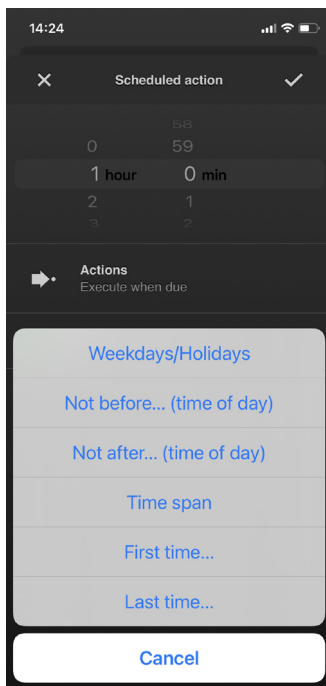 14:24
Scheduled action
58
0 59
1 hour 0 min
2 1
3 2
Actions
Execute when due
Weekdays/Holidays
Not before... (time of day)
Not after... (time of day)
Time span
First time...
Last time...
Cancel